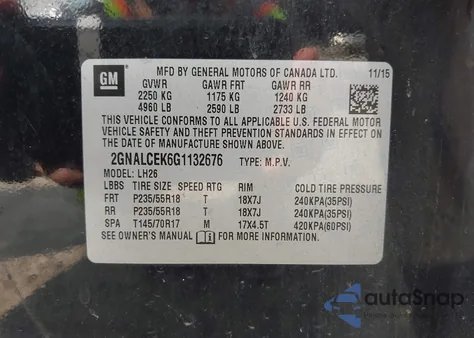 GM
MFD BY GENERAL MOTORS OF CANADA LTD. 11/15
GVWR GAWR FRT GAWR RR
2250 KG 1175 KG 1240 KG
4960 LB 2590 LB 2733 LB
THIS VEHICLE CONFORMS TO ALL APPLICABLE U.S. FEDERAL MOTOR
VEHICLE SAFETY AND THEFT PREVENTION STANDARDS IN EFFECT ON
THE DATE OF MANUFACTURE SHOWN ABOVE.
2GNALCEK6G1132676 TYPE: M.P.V.
MODEL: LH26
LBBS TIRE SIZE SPEED RTG RIM COLD TIRE PRESSURE
FRT P235/55R18 T 18X7J 240KPA(35PSI)
RR P235/55R18 T 18X7J 240KPA(35PSI)
SPA T145/70R17 M 17X4.5T 420KPA(60PSI)
SEE OWNER'S MANUAL FOR MORE INFORMATION.
autoSnap